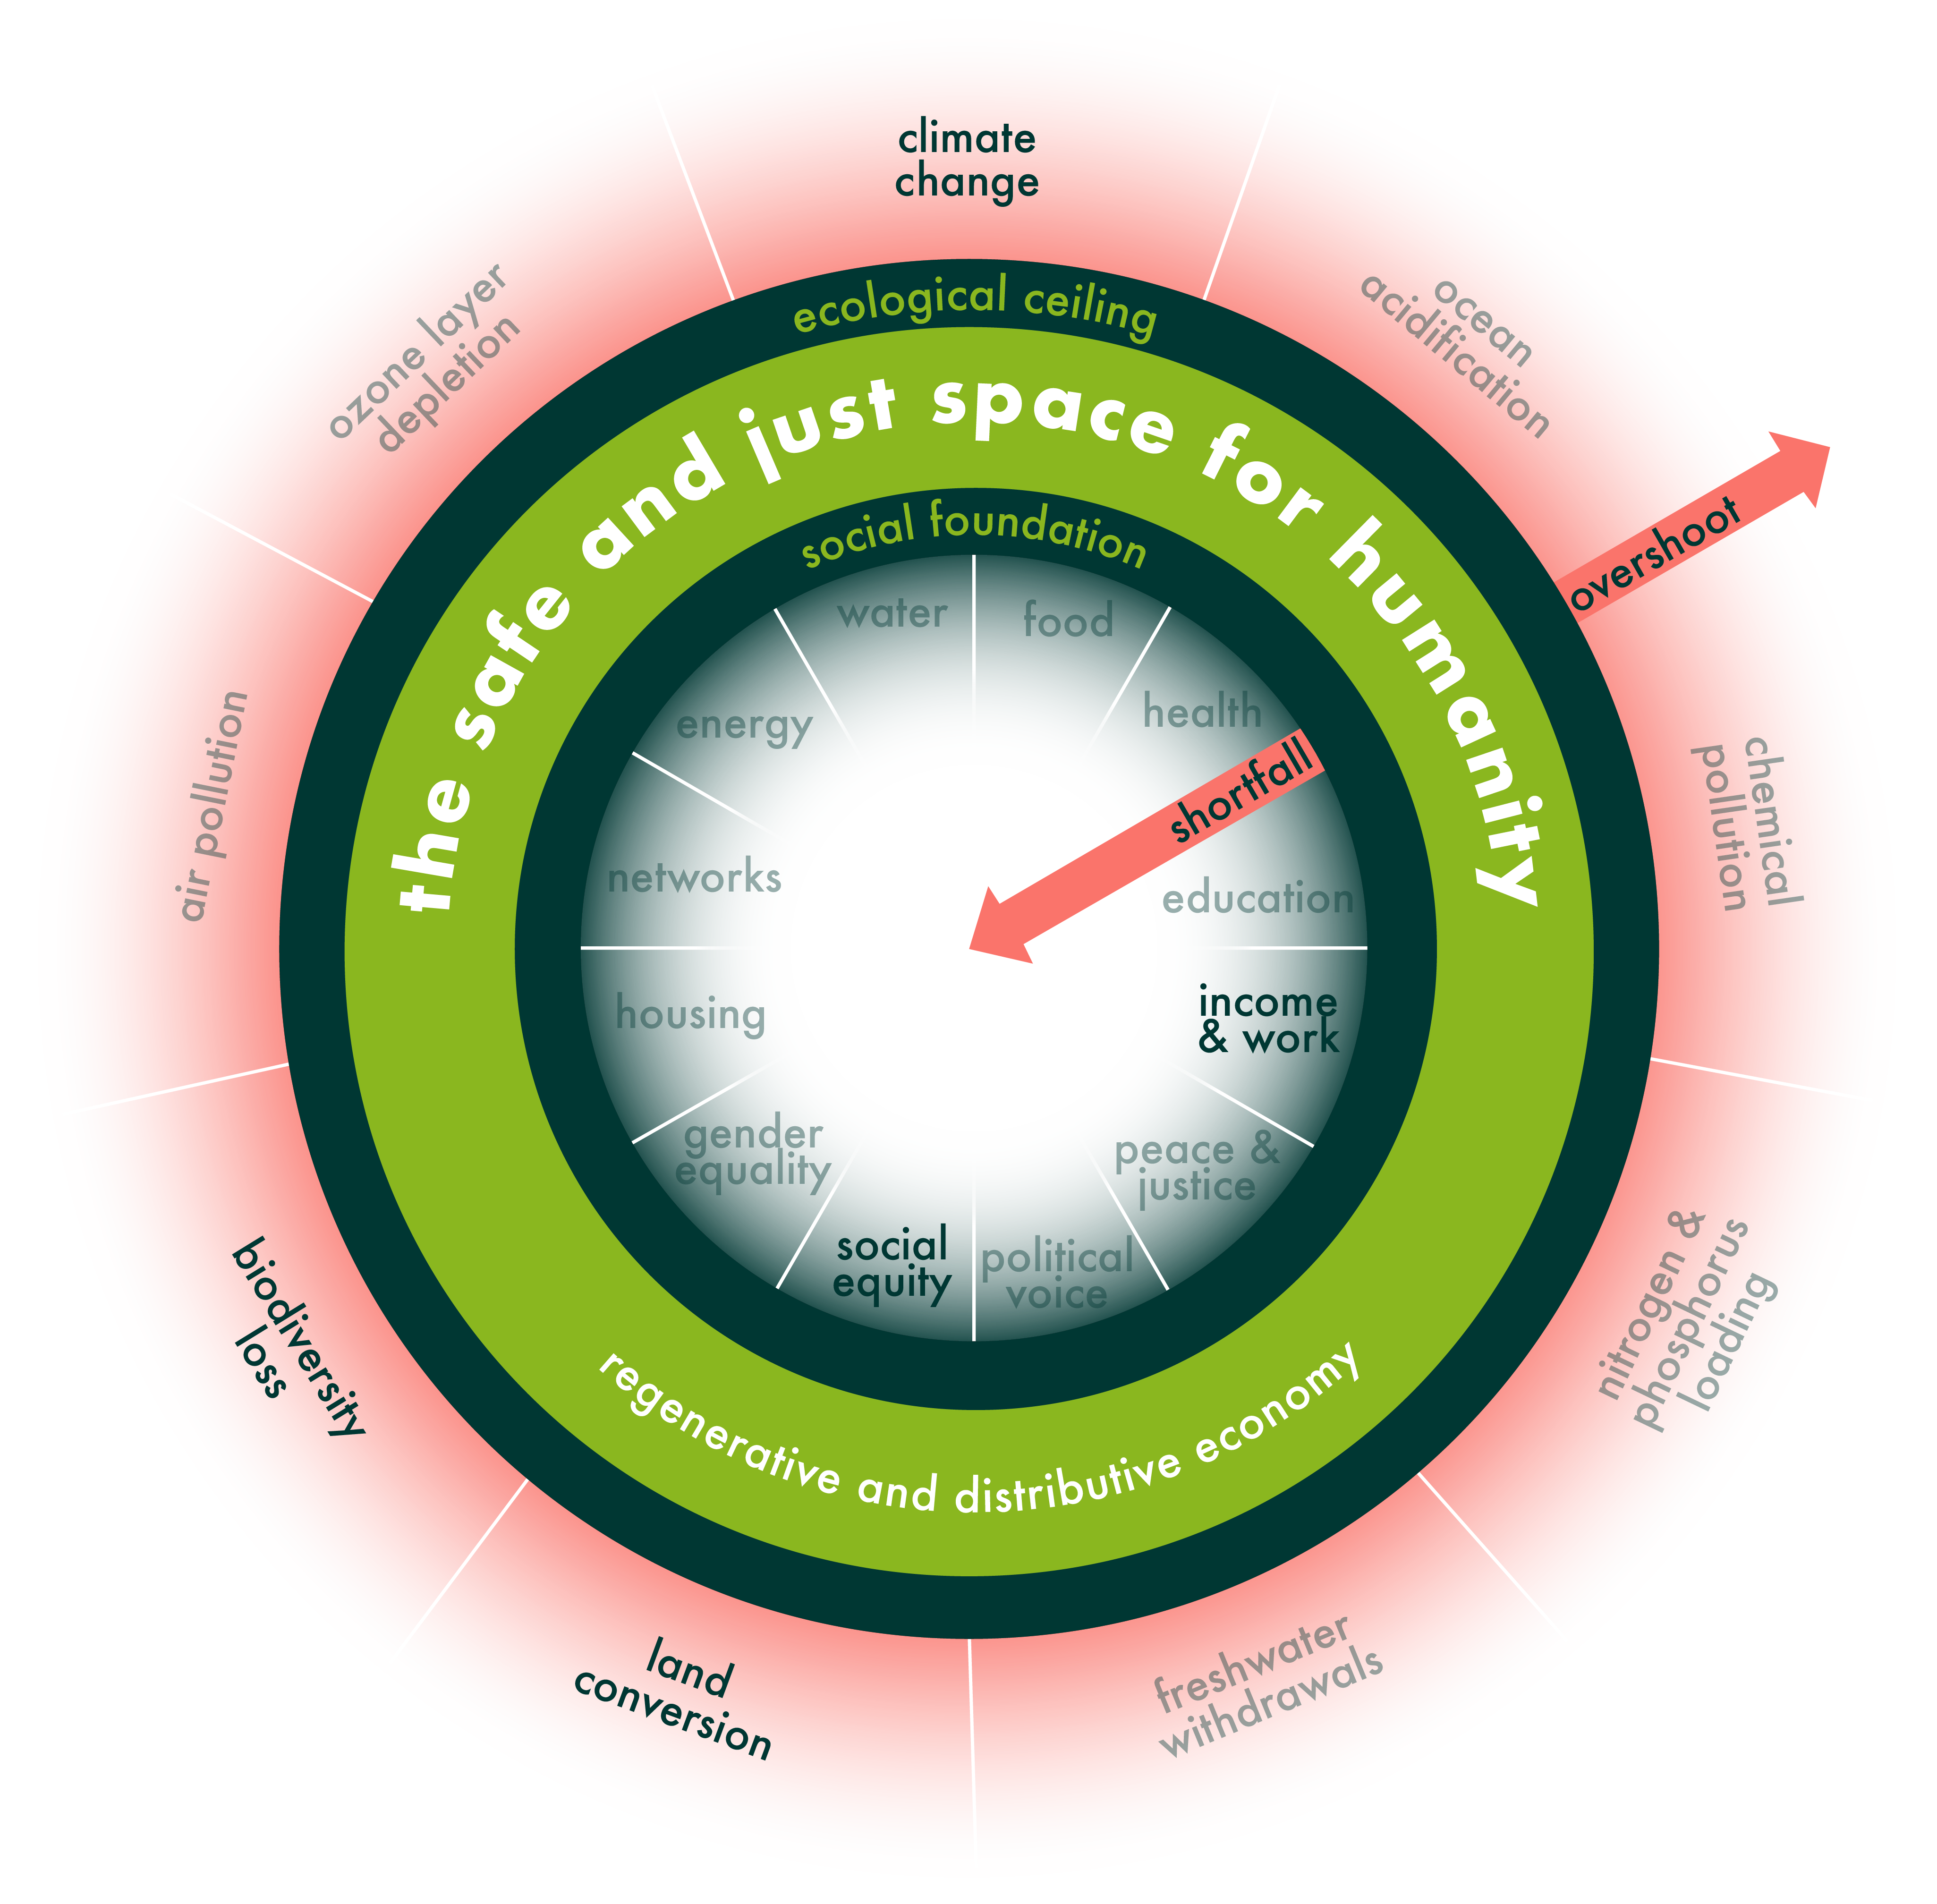 climate
change
ocean
acidification
chemical
pollution
nitrogen &
phosphorus
loading
freshwater
withdrawals
land
conversion
biodiversity
loss
air pollution
ozone layer
depletion
overshoot
ecological ceiling
the safe and just space for humanity
social foundation
water
food
health
shortfall
education
income
& work
peace &
justice
political
voice
social
equity
gender
equality
housing
networks
energy
regenerative and distributive economy